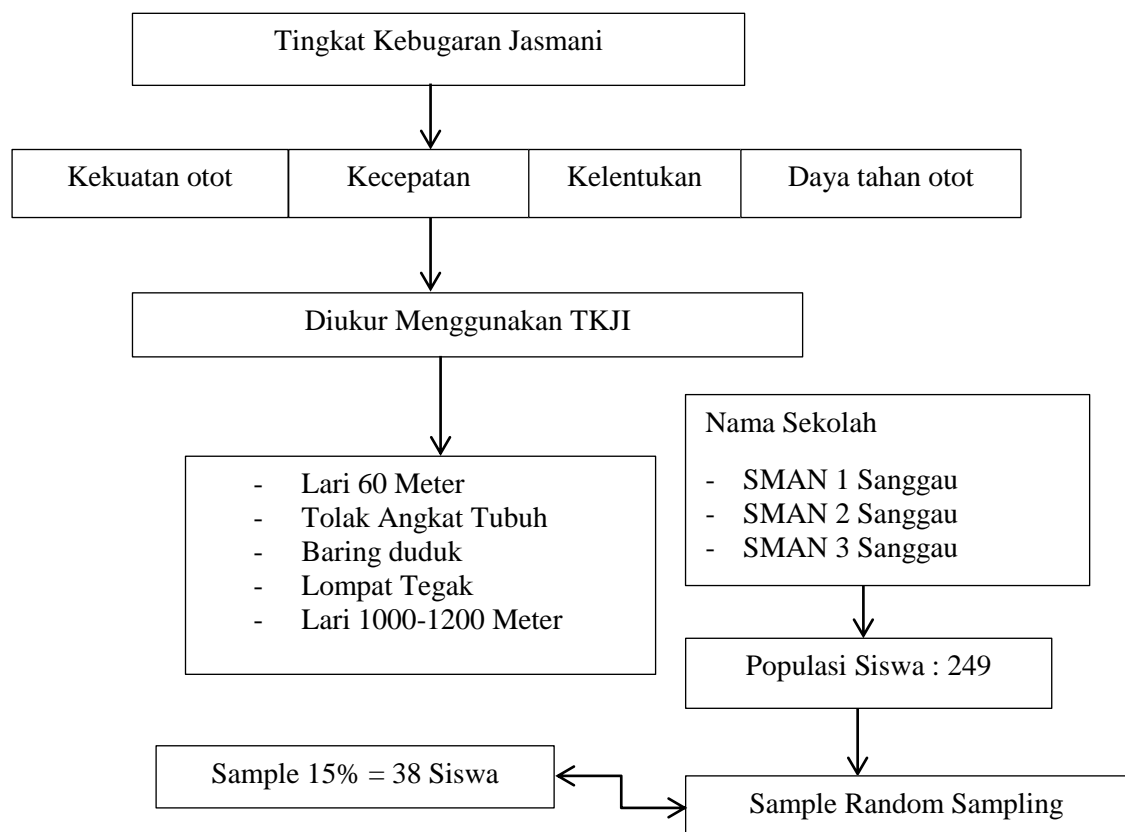 Tingkat Kebugaran Jasmani
Kekuatan otot
Kecepatan
Kelentukan
Daya tahan otot
Diukur Menggunakan TKJI
- Lari 60 Meter
- Tolak Angkat Tubuh
- Baring duduk
- Lompat Tegak
- Lari 1000-1200 Meter
Nama Sekolah
- SMAN 1 Sanggau
- SMAN 2 Sanggau
- SMAN 3 Sanggau
Populasi Siswa : 249
Sample Random Sampling
Sample 15% = 38 Siswa